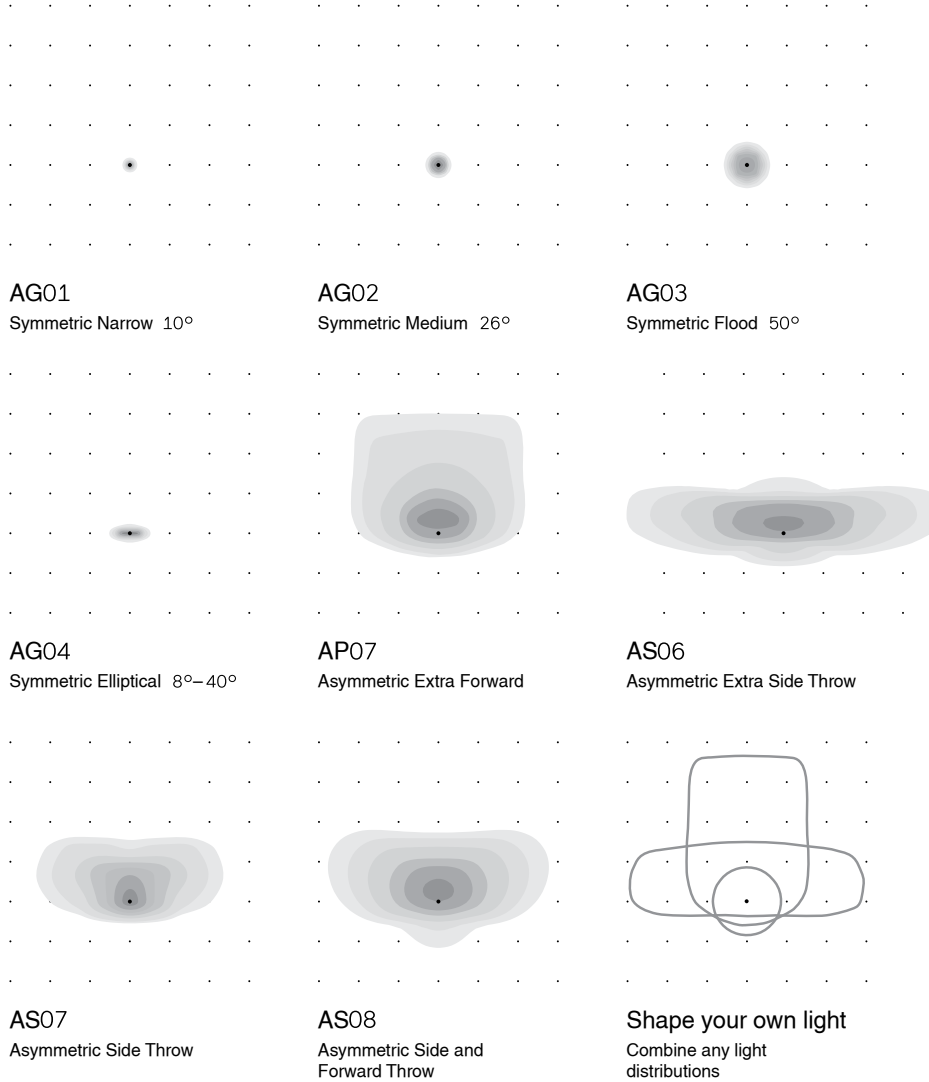 AG01
Symmetric Narrow 10°
AG02
Symmetric Medium 26°
AG03
Symmetric Flood 50°
AG04
Symmetric Elliptical 8°–40°
AP07
Asymmetric Extra Forward
AS06
Asymmetric Extra Side Throw
AS07
Asymmetric Side Throw
AS08
Asymmetric Side and
Forward Throw
Shape your own light
Combine any light
distributions